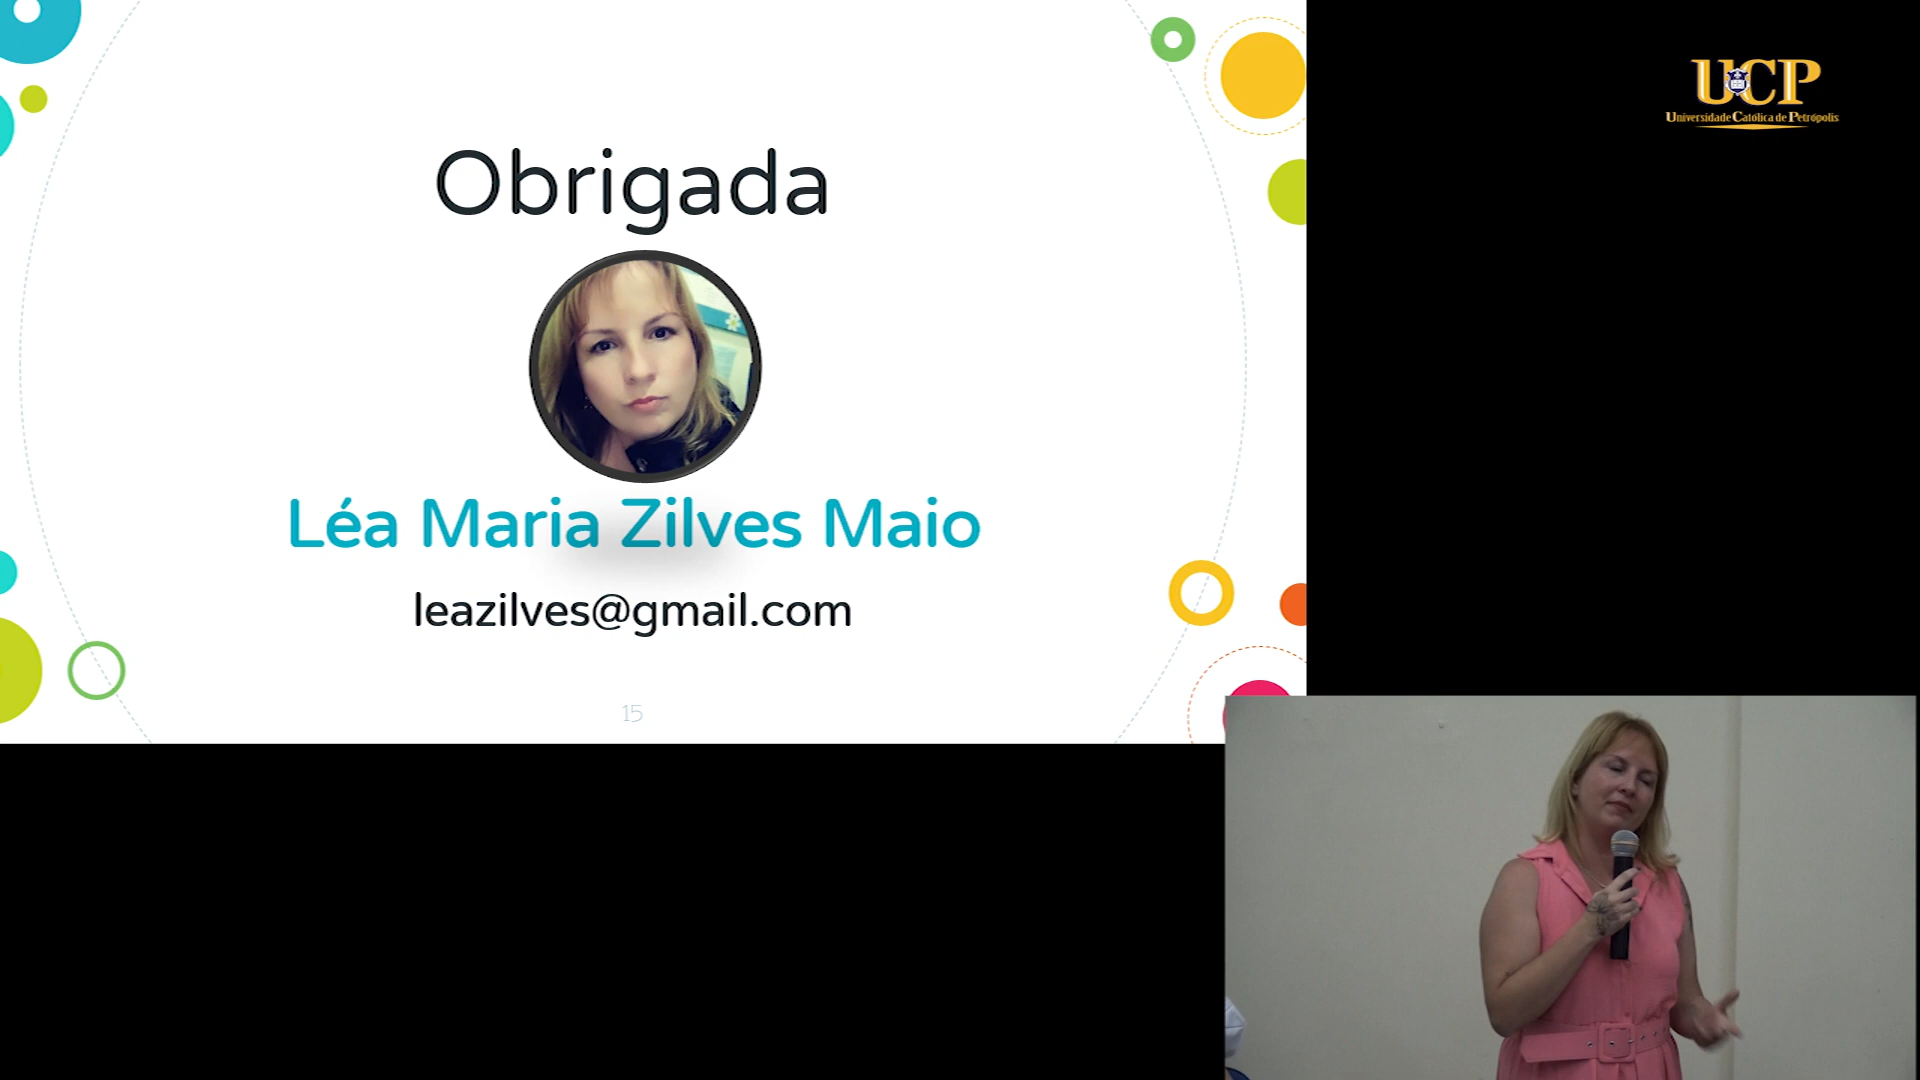 Obrigada
Léa Maria Zilves Maio
leazilves@gmail.com
15
UCP
Universidade Católica de Petrópolis